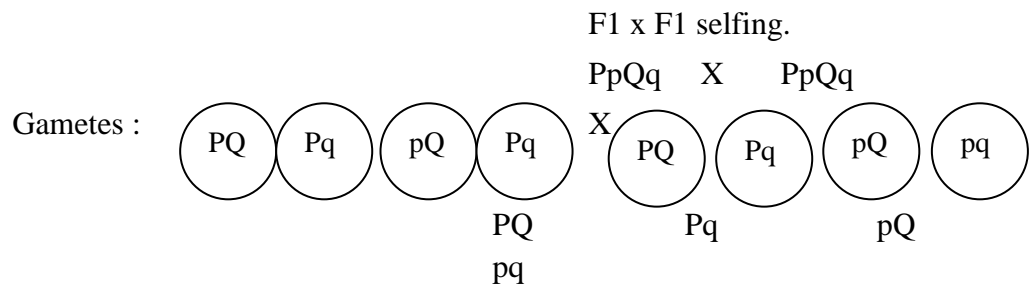 F1 x F1 selfing.
PpQq X PpQq
Gametes : PQ Pq pQ Pq X PQ Pq pQ pq
PQ Pq pQ
pq